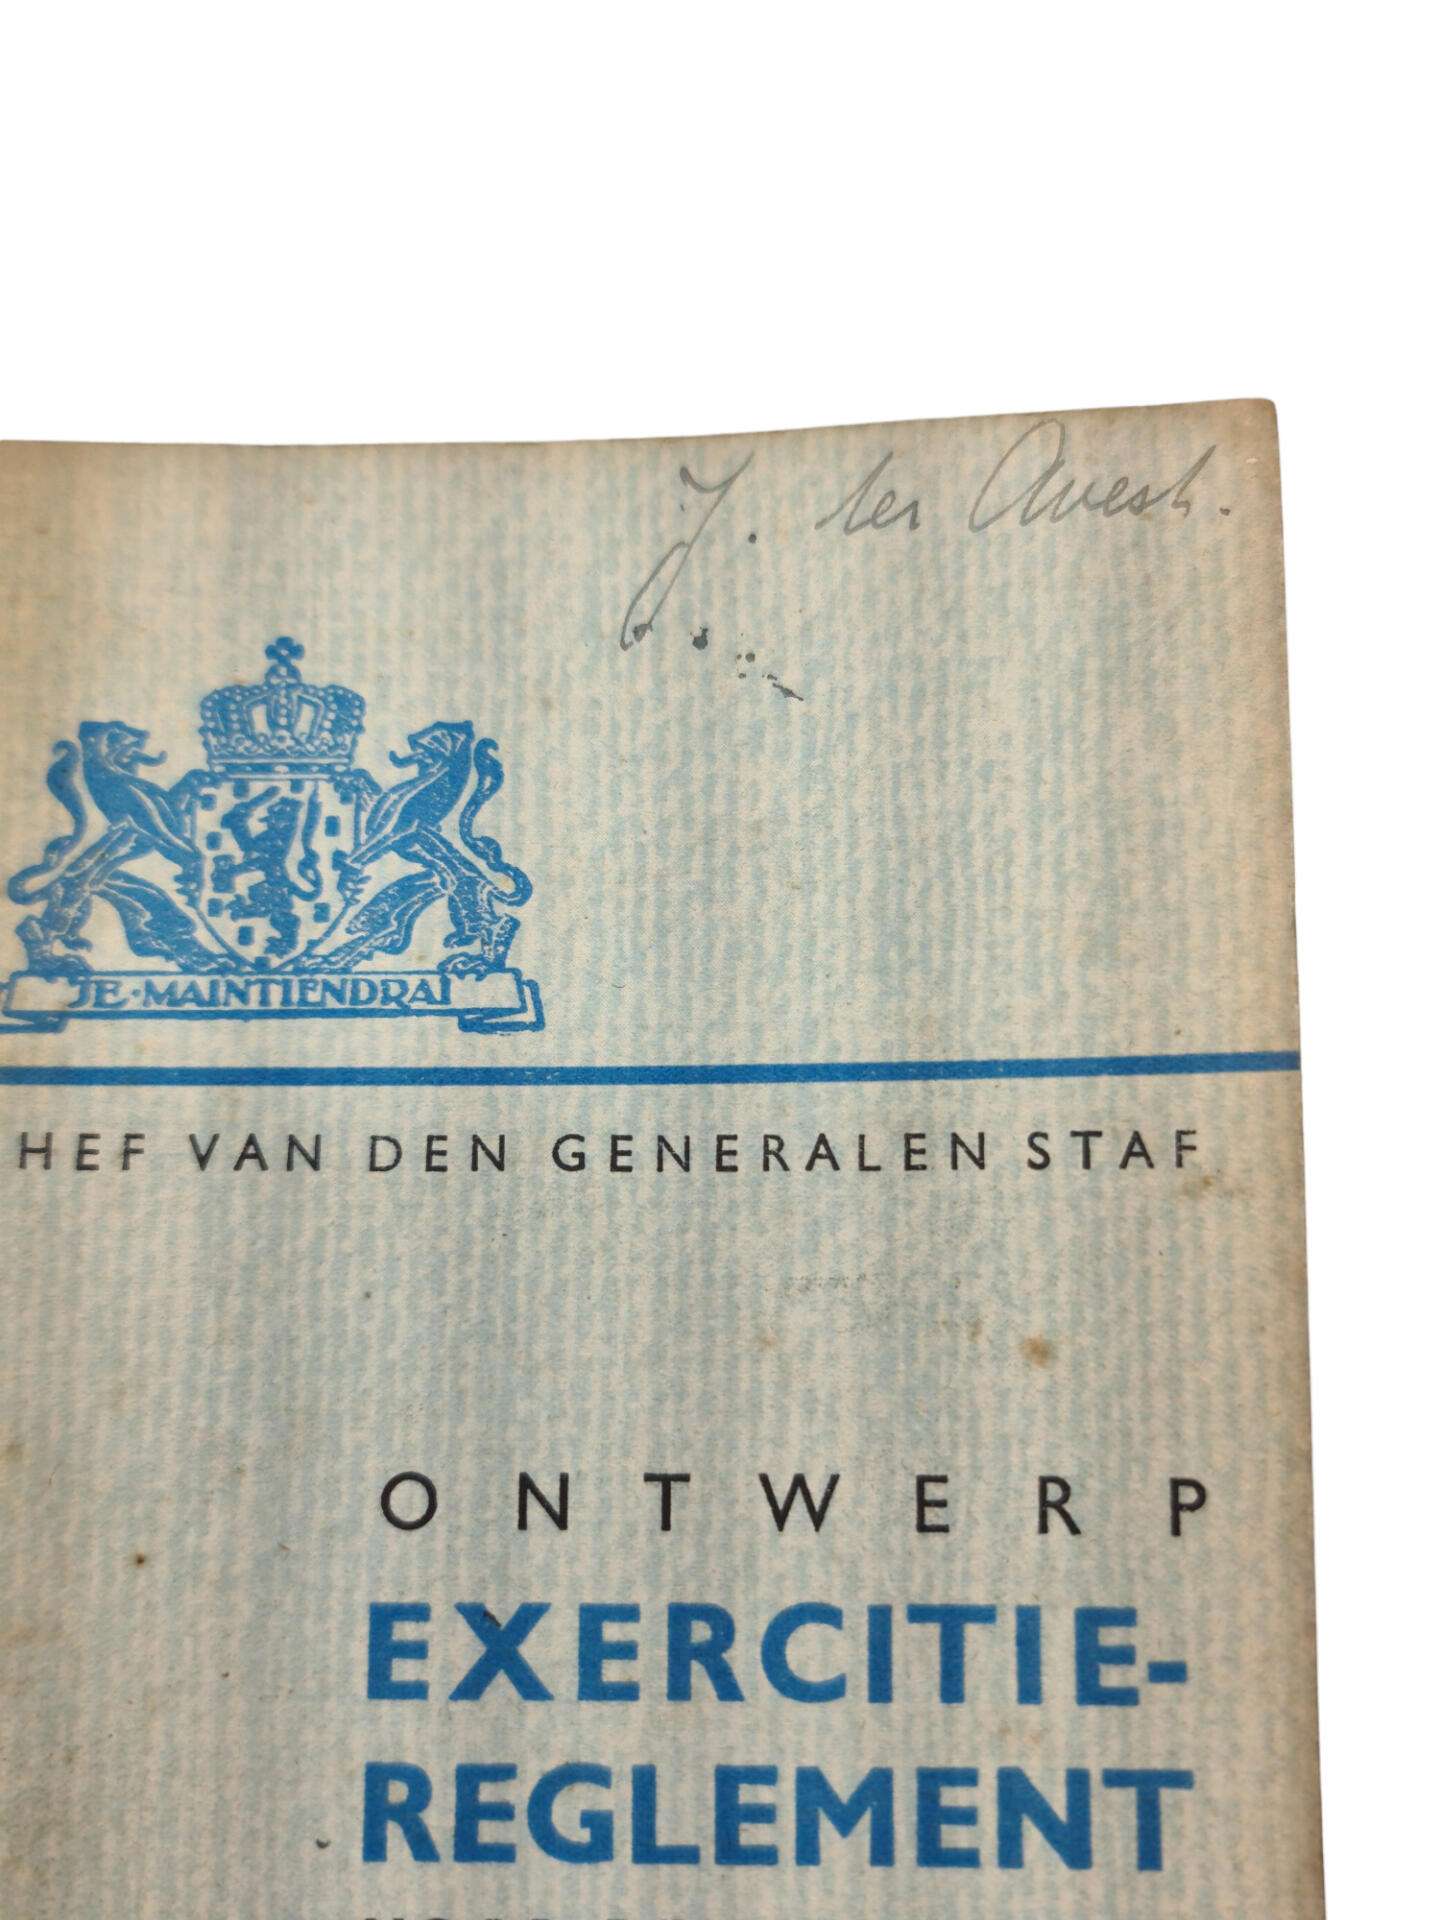 J. ter Avest.
JE·MAINTIENDRAI
HEF VAN DEN GENERALEN STAF
ONTWERP
EXERCITIE-
REGLEMENT